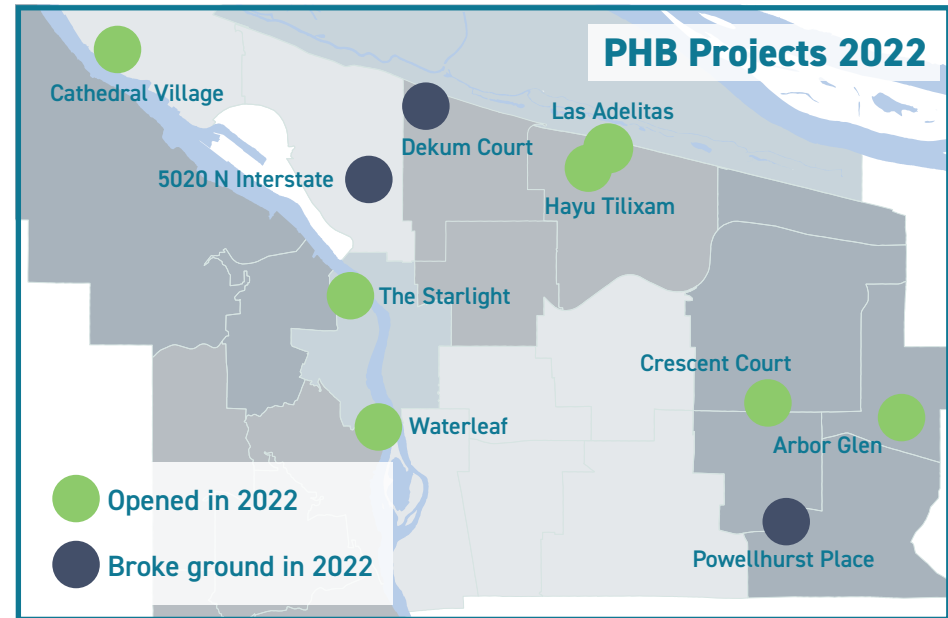 PHB Projects 2022
Cathedral Village
Las Adelitas
Dekum Court
5020 N Interstate
Hayu Tilixam
The Starlight
Crescent Court
Waterleaf
Arbor Glen
Opened in 2022
Powellhurst Place
Broke ground in 2022